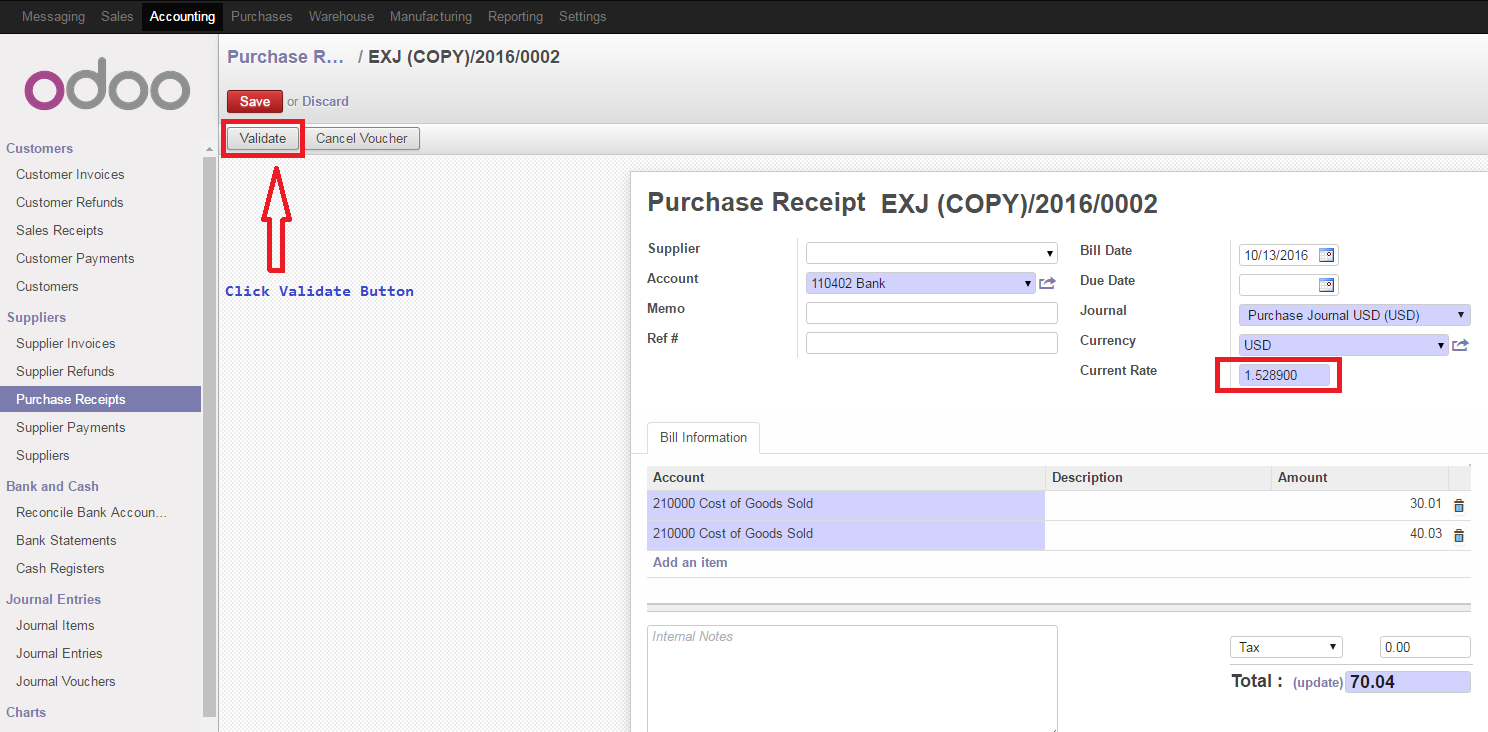 Messaging Sales Accounting Purchases Warehouse Manufacturing Reporting Settings
odoo
Purchase R... / EXJ (COPY)/2016/0002
Save or Discard
Validate Cancel Voucher
Click Validate Button
Customers
Customer Invoices
Customer Refunds
Sales Receipts
Customer Payments
Customers
Suppliers
Supplier Invoices
Supplier Refunds
Purchase Receipts
Supplier Payments
Suppliers
Bank and Cash
Reconcile Bank Accoun...
Bank Statements
Cash Registers
Journal Entries
Journal Items
Journal Entries
Journal Vouchers
Charts
Purchase Receipt EXJ (COPY)/2016/0002
Supplier
Account 110402 Bank
Memo
Ref #
Bill Date 10/13/2016
Due Date
Journal Purchase Journal USD (USD)
Currency USD
Current Rate 1.528900
Bill Information
Account Description Amount
210000 Cost of Goods Sold 30.01
210000 Cost of Goods Sold 40.03
Add an item
Internal Notes
Tax 0.00
Total : (update) 70.04